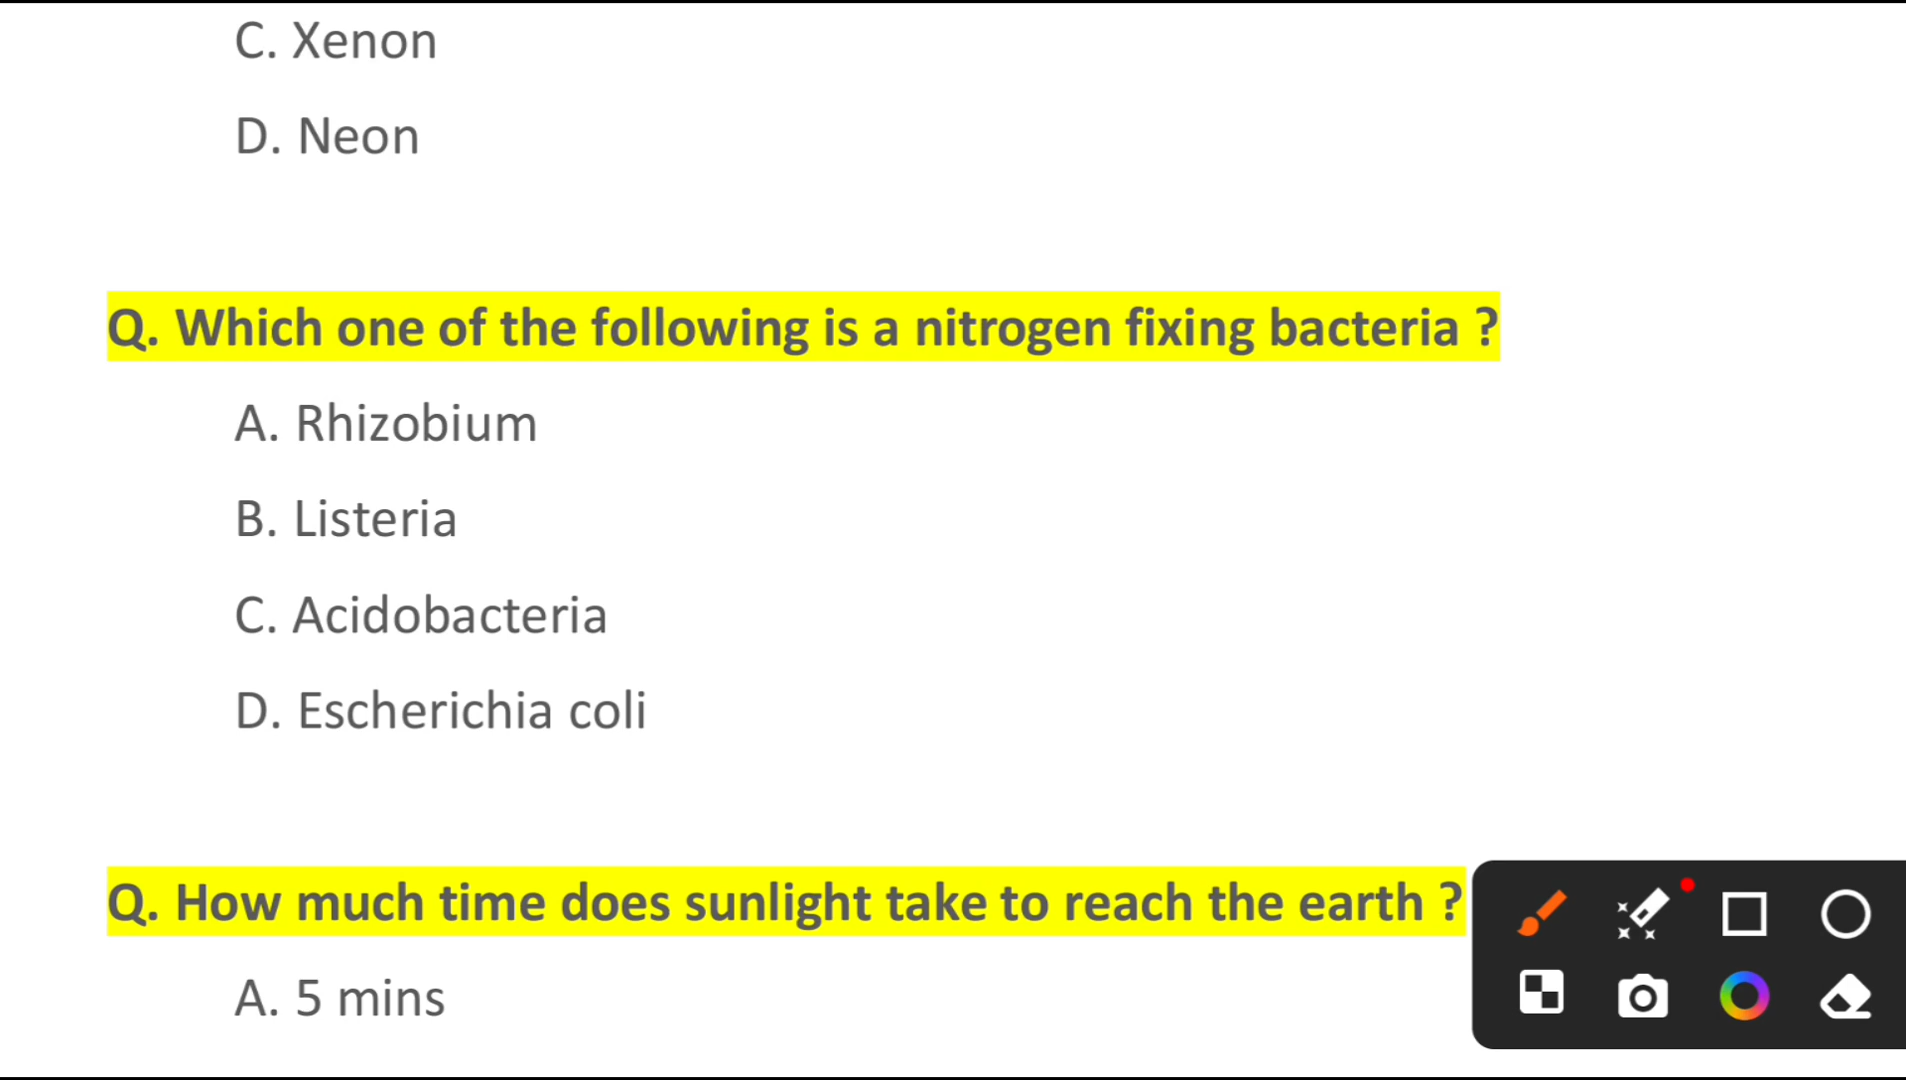 C. Xenon
D. Neon
Q. Which one of the following is a nitrogen fixing bacteria ?
A. Rhizobium
B. Listeria
C. Acidobacteria
D. Escherichia coli
Q. How much time does sunlight take to reach the earth ?
A. 5 mins